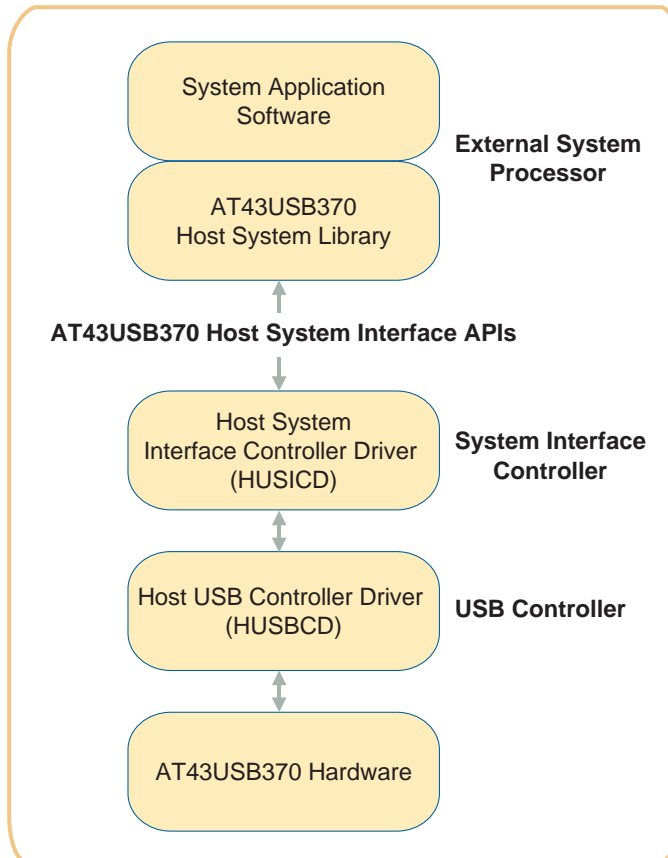 System Application
Software
External System
Processor
AT43USB370
Host System Library
AT43USB370 Host System Interface APIs
Host System
Interface Controller Driver
(HUSICD)
System Interface
Controller
Host USB Controller Driver
(HUSBCD)
USB Controller
AT43USB370 Hardware